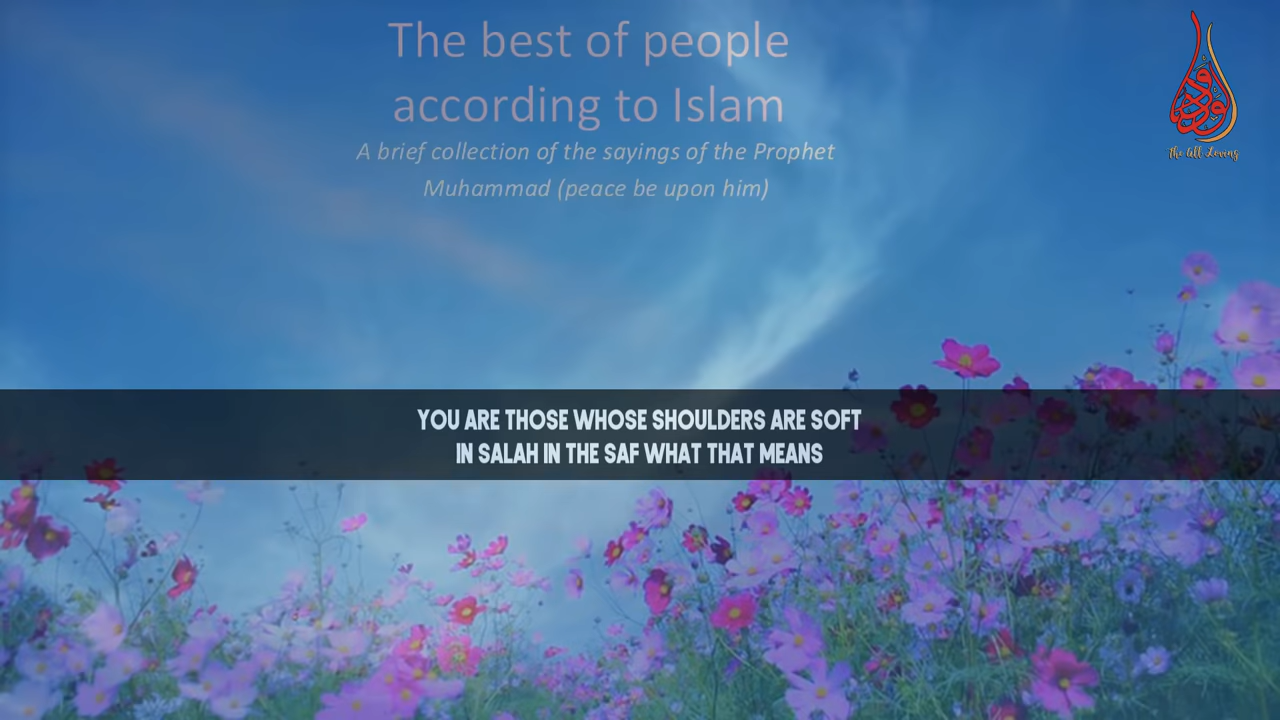 The best of people
according to Islam
A brief collection of the sayings of the Prophet
Muhammad (peace be upon him)
The All Loving
YOU ARE THOSE WHOSE SHOULDERS ARE SOFT
IN SALAH IN THE SAF WHAT THAT MEANS